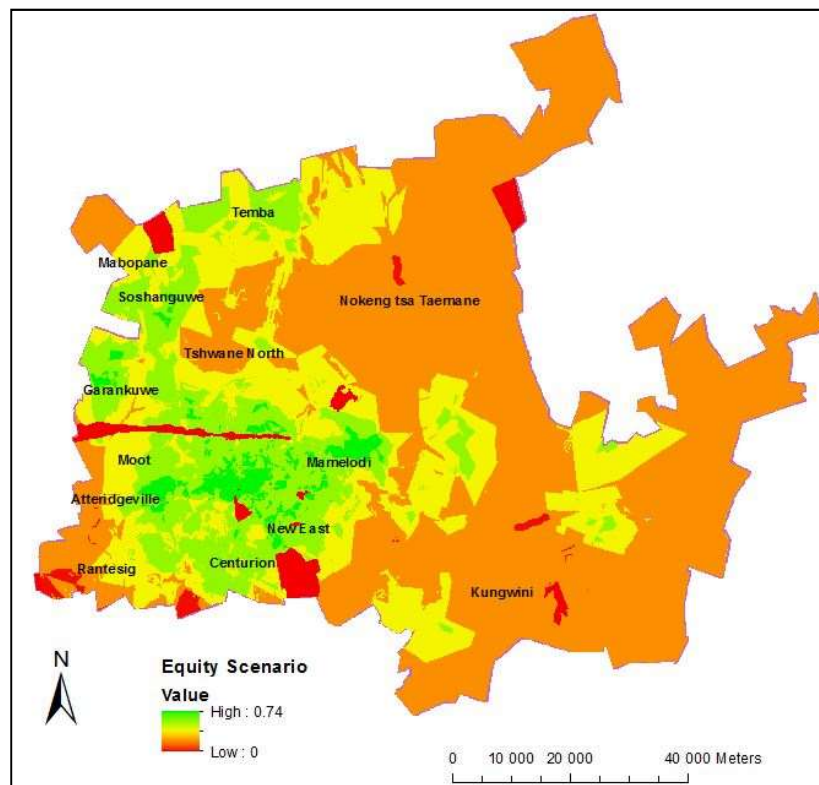 Temba
Mabopane
Soshanguwe
Nokeng tsa Taemane
Tshwane North
Garankuwe
Moot
Mamelodi
Atteridgeville
New East
Rantesig
Centurion
Kungwini
N
Equity Scenario
Value
High : 0.74
Low : 0
0 10 000 20 000 40 000 Meters